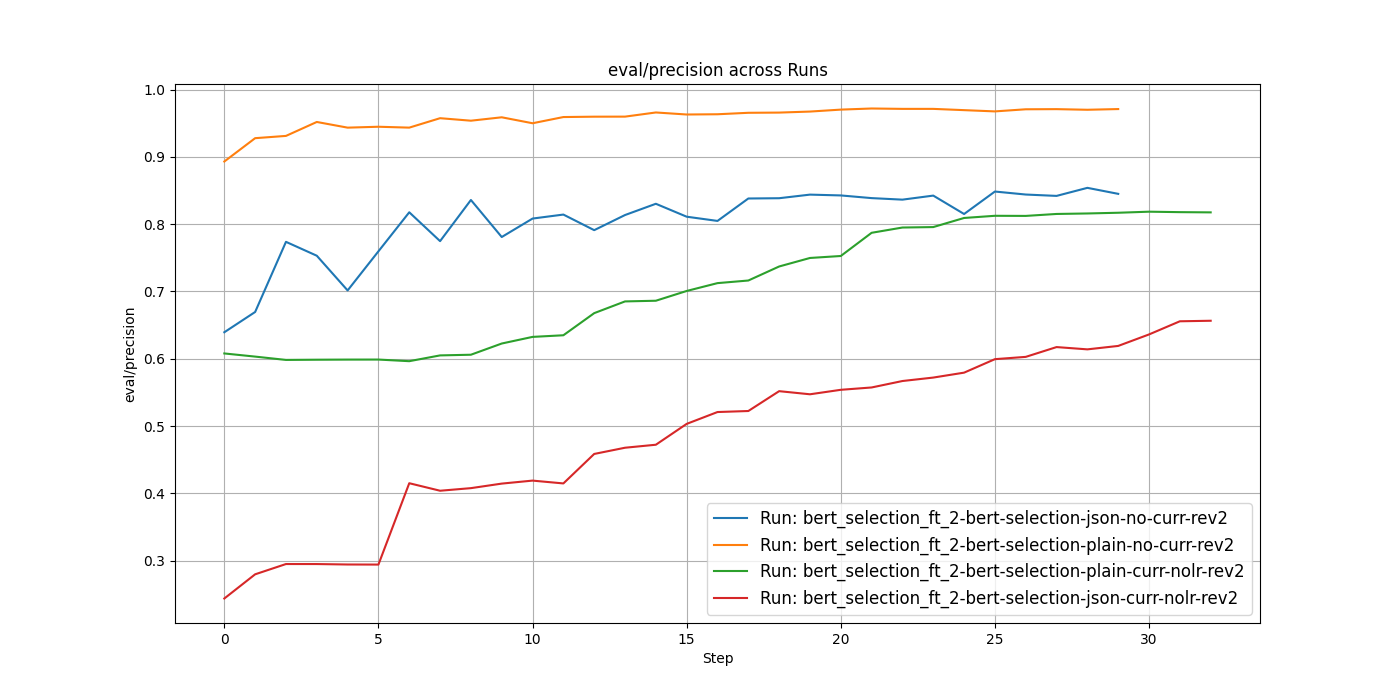 eval/precision across Runs
eval/precision
1.0
0.9
0.8
0.7
0.6
0.5
0.4
0.3
Run: bert_selection_ft_2-bert-selection-json-no-curr-rev2
Run: bert_selection_ft_2-bert-selection-plain-no-curr-rev2
Run: bert_selection_ft_2-bert-selection-plain-curr-nolr-rev2
Run: bert_selection_ft_2-bert-selection-json-curr-nolr-rev2
0 5 10 15 20 25 30
Step